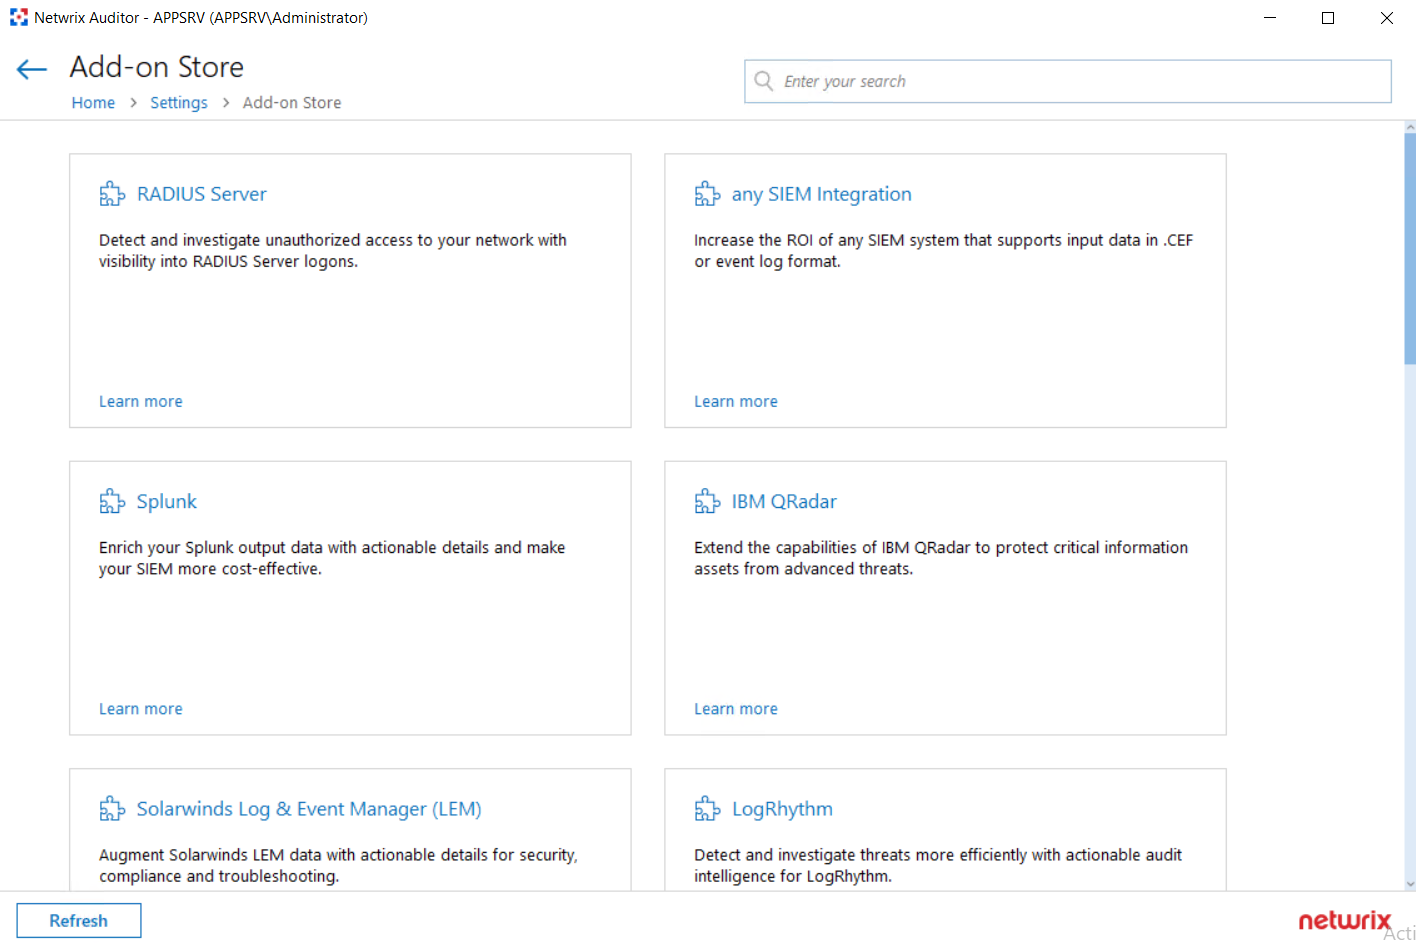 Netwrix Auditor - APPSRV (APPSRV\Administrator)
Add-on Store
Home > Settings > Add-on Store
Enter your search
RADIUS Server
Detect and investigate unauthorized access to your network with
visibility into RADIUS Server logons.
Learn more
any SIEM Integration
Increase the ROI of any SIEM system that supports input data in .CEF
or event log format.
Learn more
Splunk
Enrich your Splunk output data with actionable details and make
your SIEM more cost-effective.
Learn more
IBM QRadar
Extend the capabilities of IBM QRadar to protect critical information
assets from advanced threats.
Learn more
Solarwinds Log & Event Manager (LEM)
Augment Solarwinds LEM data with actionable details for security,
compliance and troubleshooting.
LogRhythm
Detect and investigate threats more efficiently with actionable audit
intelligence for LogRhythm.
Refresh
netwrix
Acti